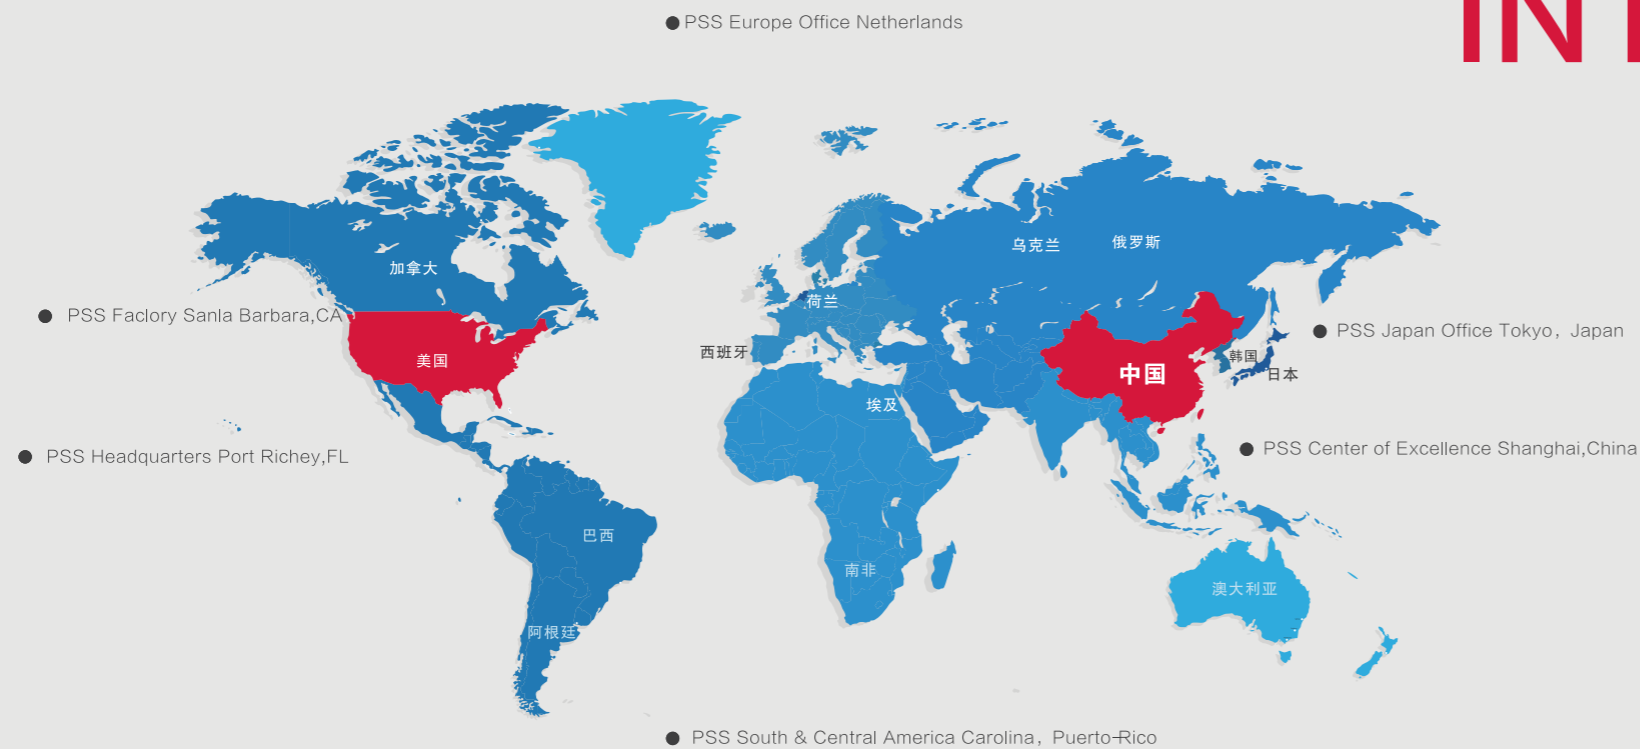 PSS Europe Office Netherlands
乌克兰
俄罗斯
加拿大
荷兰
PSS Faclory Sanla Barbara,CA
PSS Japan Office Tokyo, Japan
西班牙
韩国
美国
中国
日本
埃及
PSS Headquarters Port Richey,FL
PSS Center of Excellence Shanghai,China
巴西
南非
澳大利亚
阿根廷
PSS South & Central America Carolina, Puerto-Rico